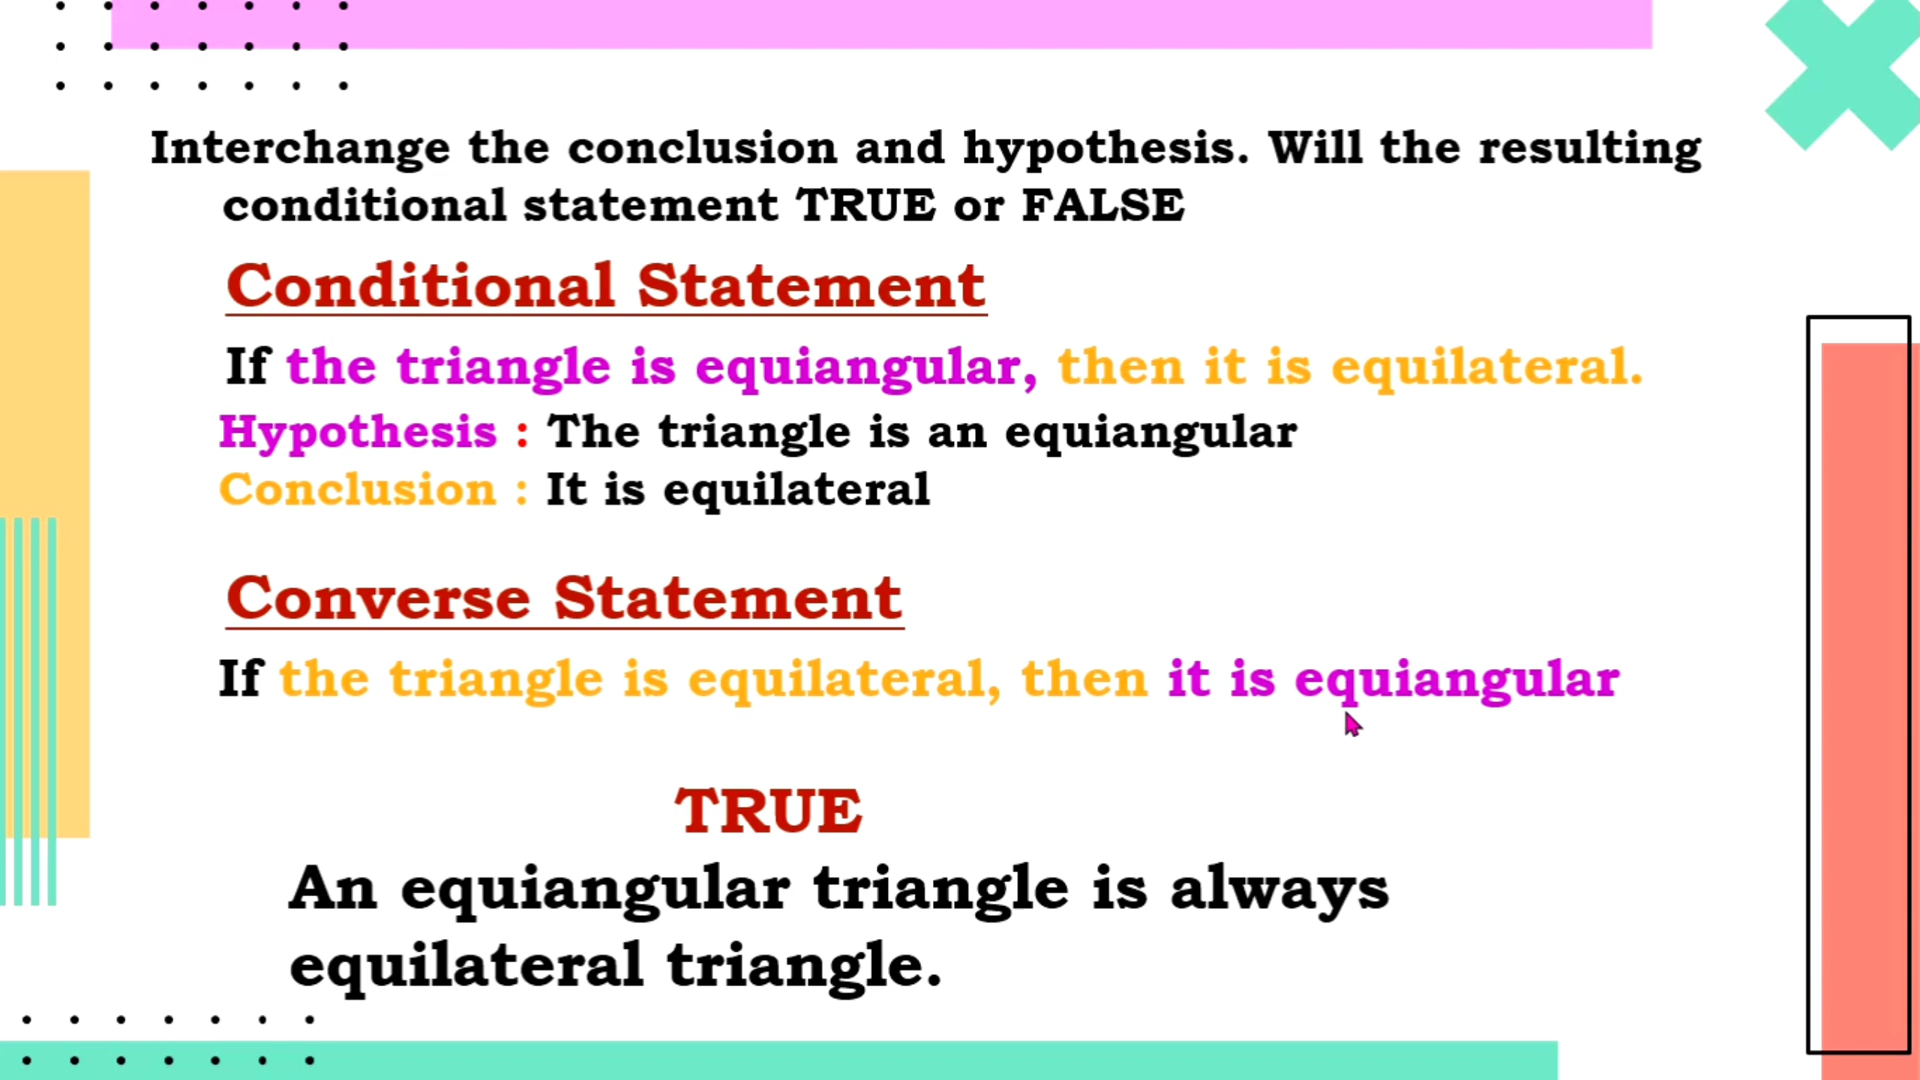 Interchange the conclusion and hypothesis. Will the resulting
conditional statement TRUE or FALSE
Conditional Statement
If the triangle is equiangular, then it is equilateral.
Hypothesis : The triangle is an equiangular
Conclusion : It is equilateral
Converse Statement
If the triangle is equilateral, then it is equiangular
TRUE
An equiangular triangle is always
equilateral triangle.